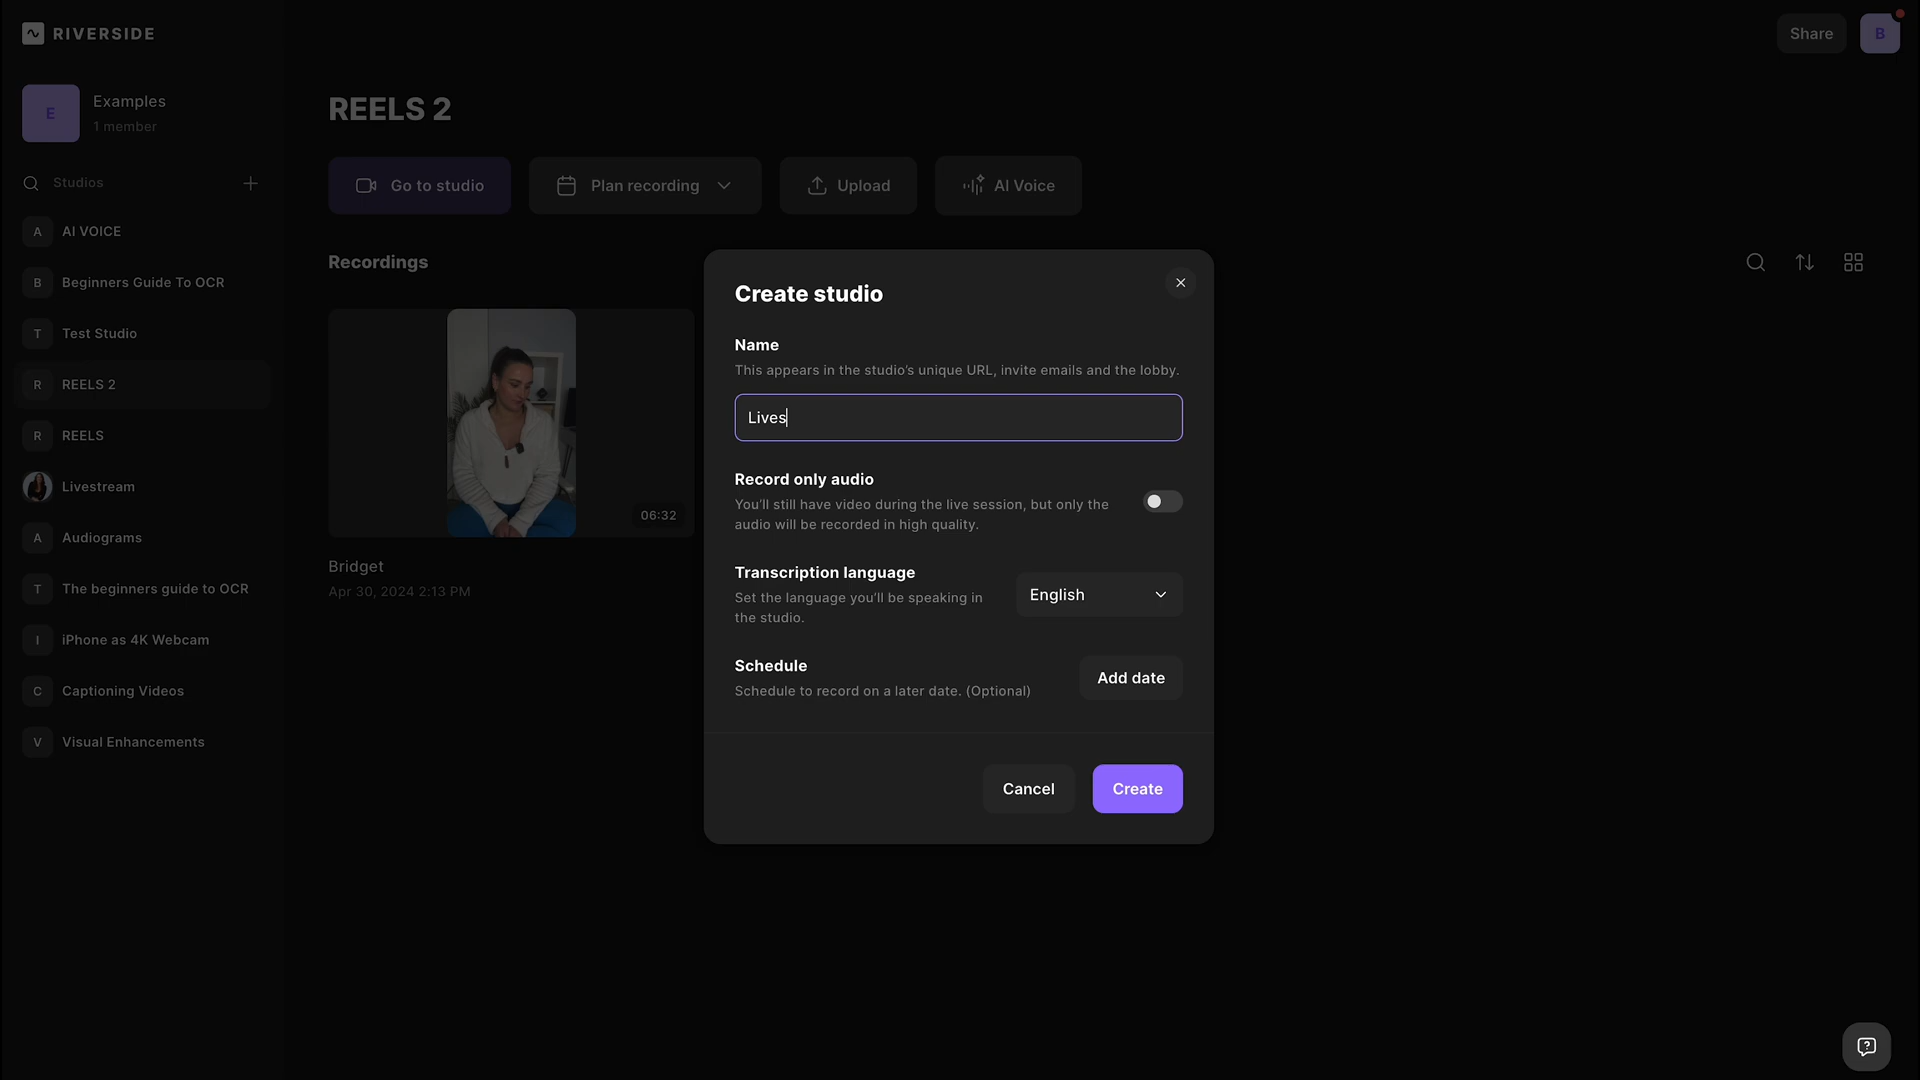 RIVERSIDE
Share
B
E
Examples
1 member
Studios
A AI VOICE
B Beginners Guide To OCR
T Test Studio
R REELS 2
R REELS
Livestream
A Audiograms
T The beginners guide to OCR
I iPhone as 4K Webcam
C Captioning Videos
V Visual Enhancements
REELS 2
Go to studio
Plan recording
Upload
AI Voice
Recordings
06:32
Bridget
Apr 30, 2024 2:13 PM
Create studio
Name
This appears in the studio's unique URL, invite emails and the lobby.
Lives
Record only audio
You'll still have video during the live session, but only the
audio will be recorded in high quality.
Transcription language
Set the language you'll be speaking in
the studio.
English
Schedule
Schedule to record on a later date. (Optional)
Add date
Cancel
Create